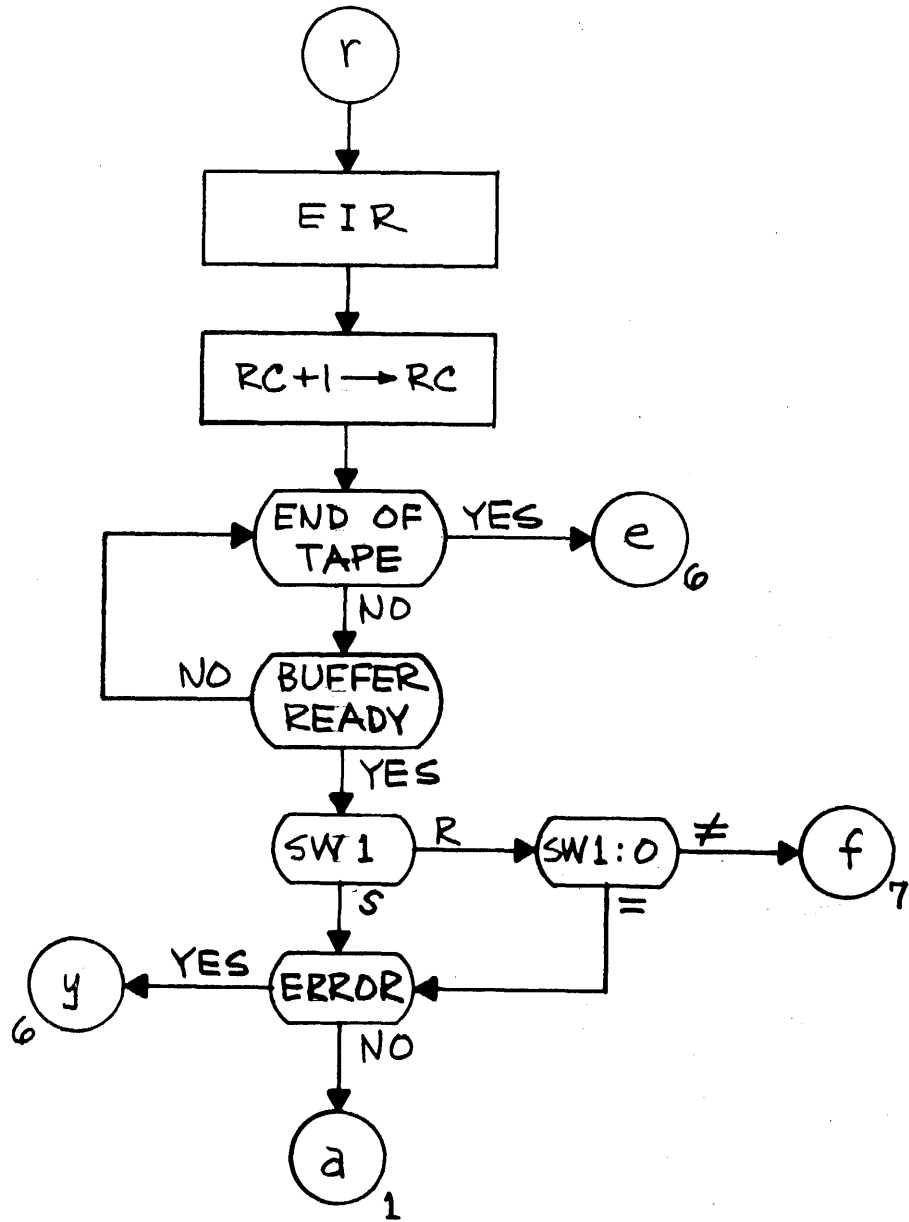 r
EIR
RC+1→RC
END OF
TAPE
YES
e
6
NO
NO
BUFFER
READY
YES
SW1
R
SW1:0
≠
f
7
S
=
y
6
YES
ERROR
NO
a
1